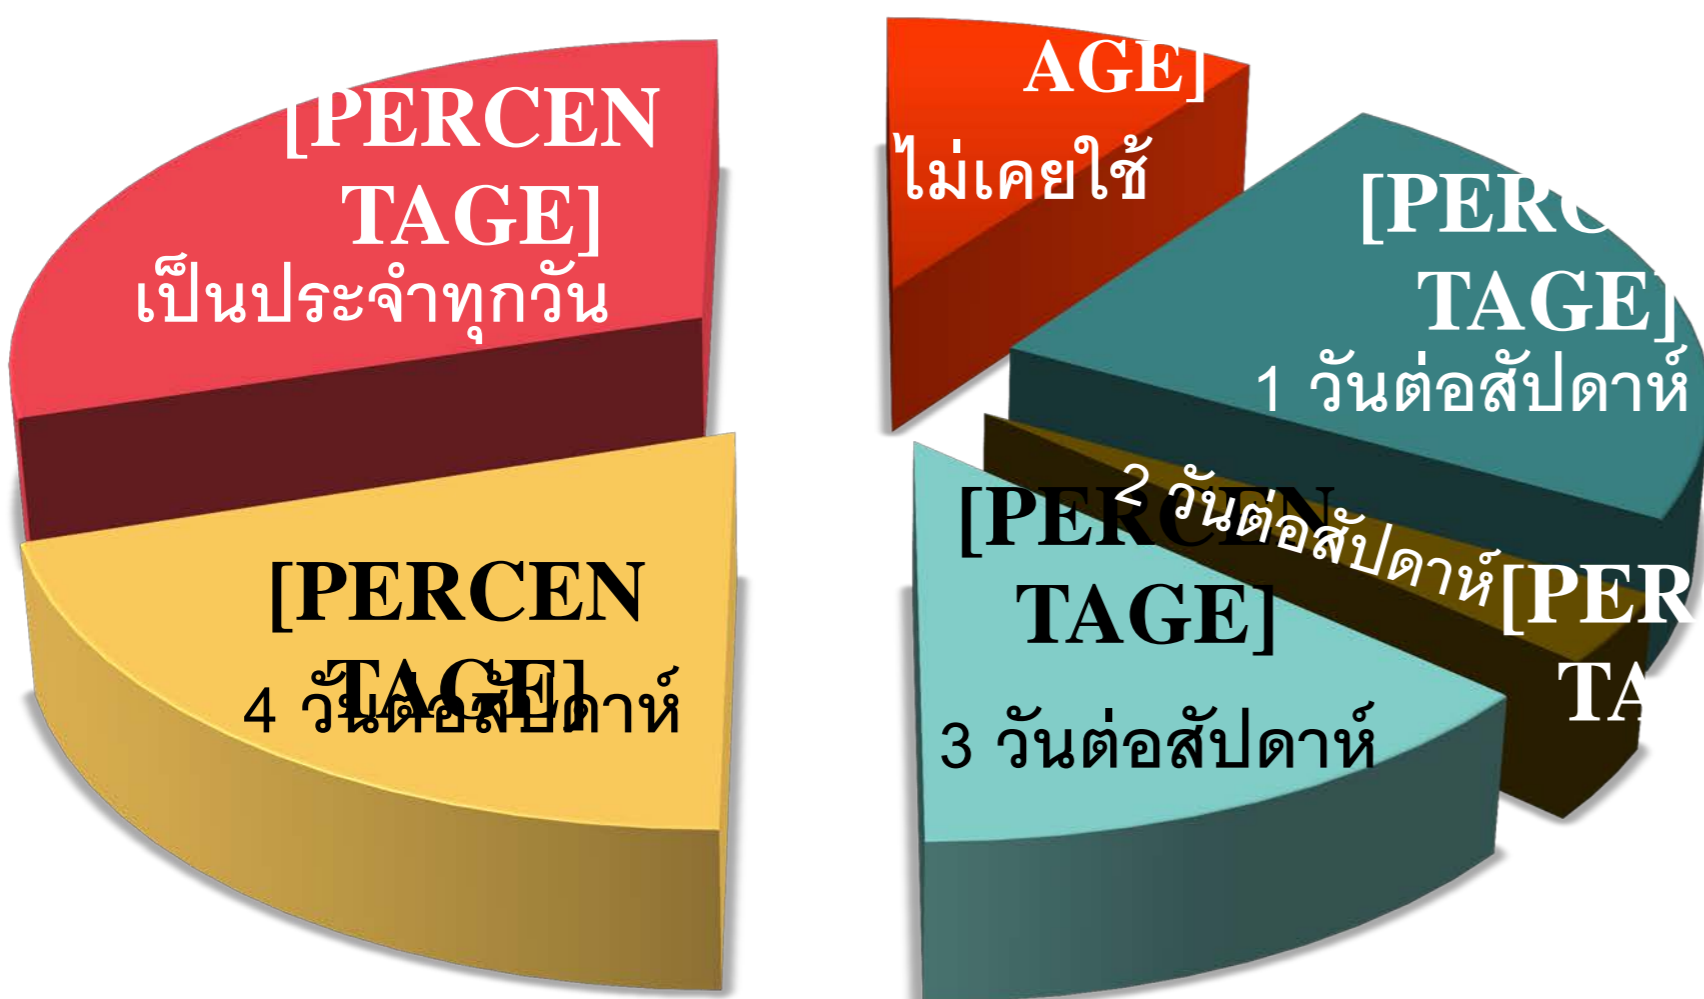 [PERCEN
TAGE]
เป็นประจำทุกวัน
AGE]
ไม่เคยใช้
[PERC
TAGE]
1 วันต่อสัปดาห์
2 วันต่อสัปดาห์
[PER
TA
[PERCEN
TAGE]
3 วันต่อสัปดาห์
[PERCEN
TAGE]
4 วันต่อสัปดาห์